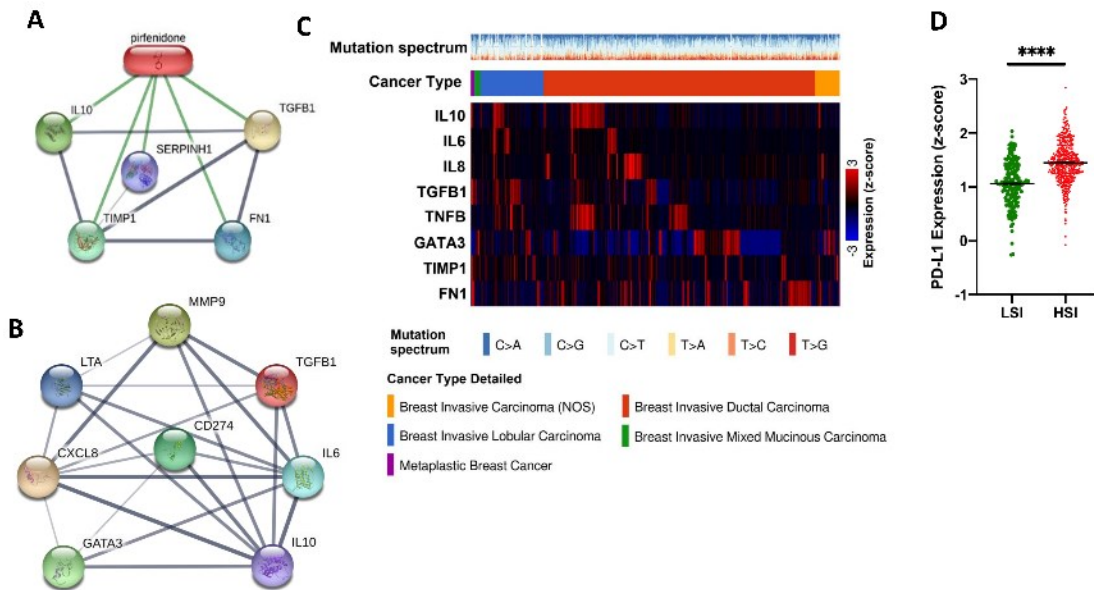 A
pirfenidone
IL10
TGFB1
SERPINH1
TIMP1
FN1
B
MMP9
LTA
TGFB1
CD274
CXCL8
IL6
GATA3
IL10
C
Mutation spectrum
Cancer Type
IL10
IL6
IL8
TGFB1
TNFB
GATA3
TIMP1
FN1
3
-3
Expression (z-score)
Mutation
spectrum
C>A C>G C>T T>A T>C T>G
Cancer Type Detailed
Breast Invasive Carcinoma (NOS) Breast Invasive Ductal Carcinoma
Breast Invasive Lobular Carcinoma Breast Invasive Mixed Mucinous Carcinoma
Metaplastic Breast Cancer
D
****
PD-L1 Expression (z-score)
3
2
1
0
-1
LSI HSI